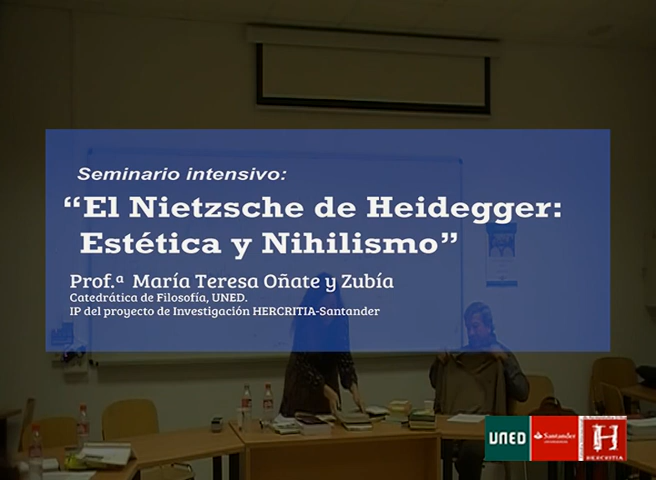 Seminario intensivo:
“El Nietzsche de Heidegger:
Estética y Nihilismo”
Prof.ª María Teresa Oñate y Zubía
Catedrática de Filosofía, UNED.
IP del proyecto de Investigación HERCRITIA-Santander
UNED
Santander
H
HERCRITIA